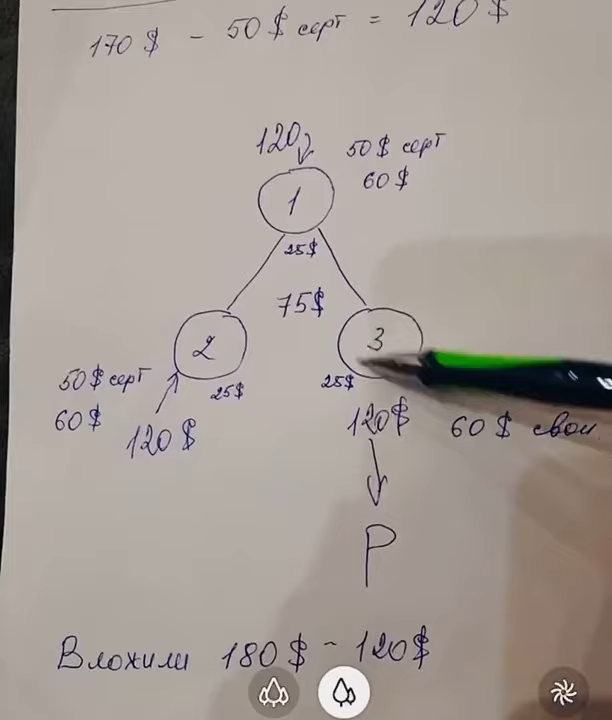 170 $ - 50 $ серт = 120 $
120
50 $ серт
60 $
1
25 $
75 $
2
3
50 $ серт
25 $
25 $
60 $
120 $
120 $
60 $ свои
P
Вложили 180 $ - 120 $